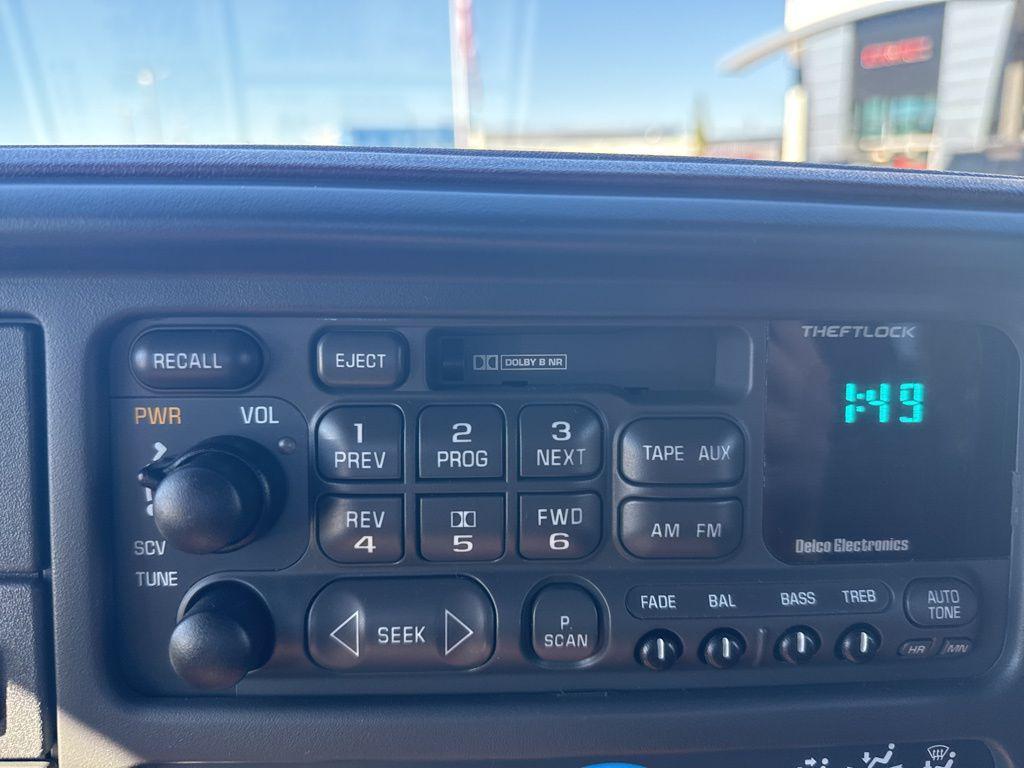 GMC
THEFTLOCK
RECALL
EJECT
DOLBY B NR
1:49
PWR
VOL
1
PREV
2
PROG
3
NEXT
TAPE AUX
REV
4
5
FWD
6
AM FM
Delco Electronics
SCV
TUNE
SEEK
P.
SCAN
FADE BAL BASS TREB
AUTO
TONE
HR MN